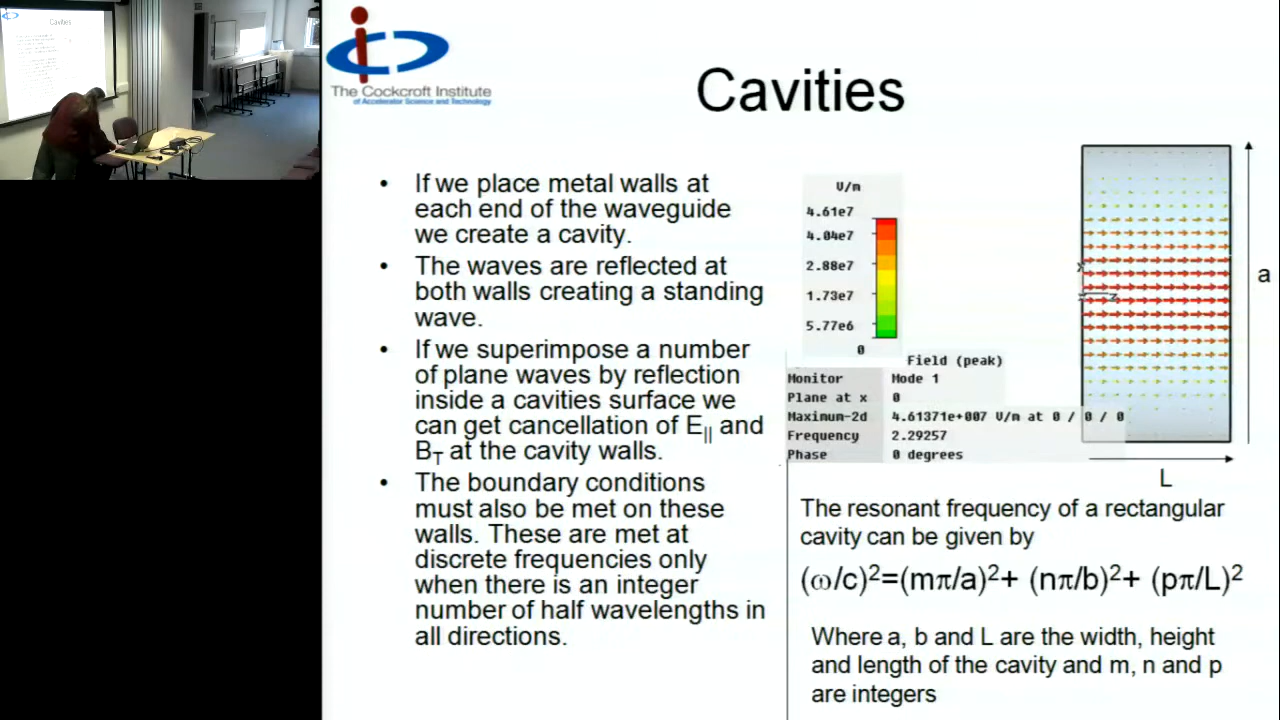 Cavities
The Cockcroft Institute
of Accelerator Science and Technology
Cavities
• If we place metal walls at
each end of the waveguide
we create a cavity.
• The waves are reflected at
both walls creating a standing
wave.
• If we superimpose a number
of plane waves by reflection
inside a cavities surface we
can get cancellation of E|| and
BT at the cavity walls.
• The boundary conditions
must also be met on these
walls. These are met at
discrete frequencies only
when there is an integer
number of half wavelengths in
all directions.
V/m
4.61e7
4.04e7
2.88e7
1.73e7
5.77e6
0
x
z
a
L
Field (peak)
Monitor Mode 1
Plane at x 0
Maximum-2d 4.61371e+007 V/m at 0 / 0 / 0
Frequency 2.29257
Phase 0 degrees
The resonant frequency of a rectangular
cavity can be given by
(ω/c)²=(mπ/a)²+ (nπ/b)²+ (pπ/L)²
Where a, b and L are the width, height
and length of the cavity and m, n and p
are integers